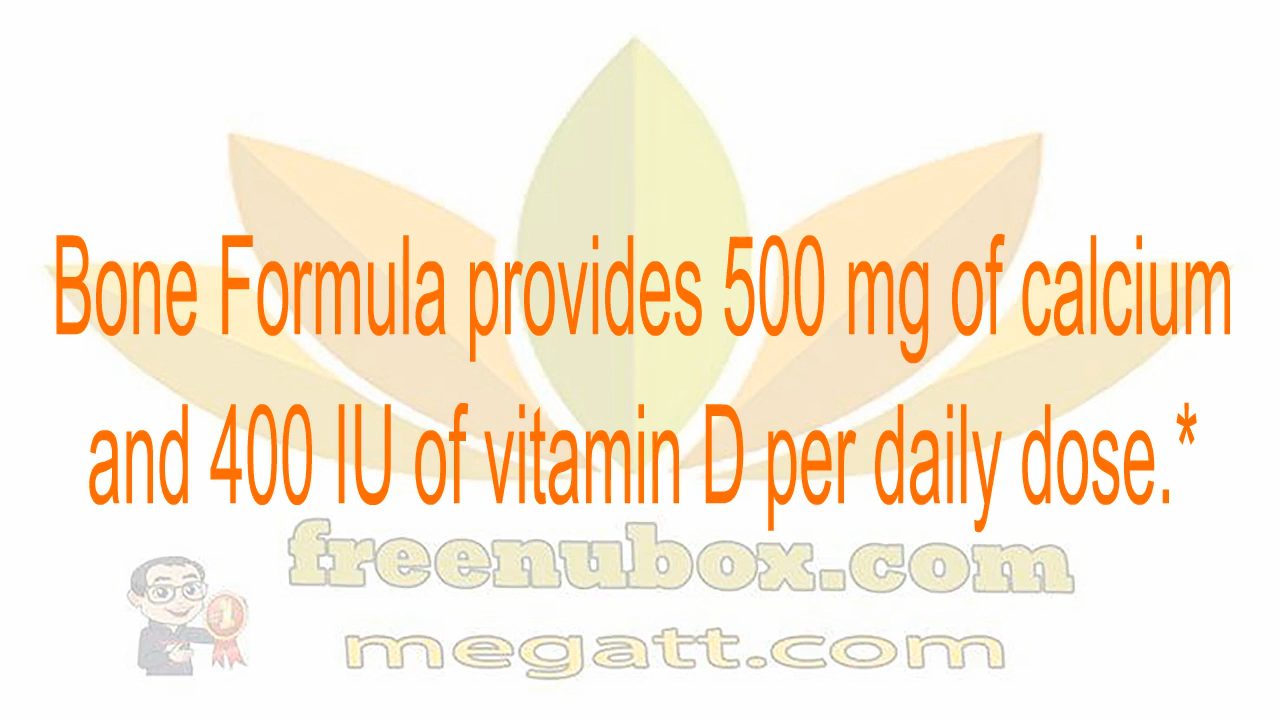 Bone Formula provides 500 mg of calcium
and 400 IU of vitamin D per daily dose.*
freenubox.com
1
megatt.com